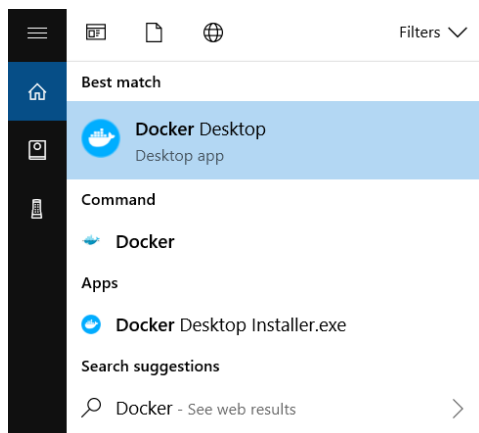 Filters
Best match
Docker Desktop
Desktop app
Command
Docker
Apps
Docker Desktop Installer.exe
Search suggestions
Docker - See web results